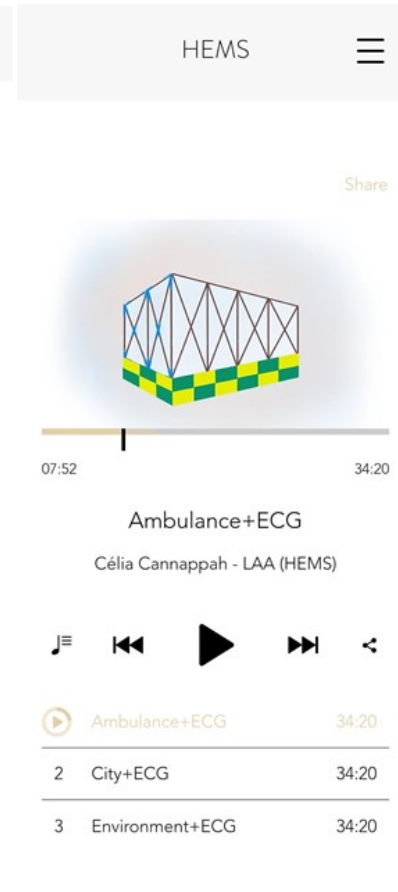 HEMS
Share
07:52 34:20
Ambulance+ECG
Célia Cannappah - LAA (HEMS)
Ambulance+ECG 34:20
2 City+ECG 34:20
3 Environment+ECG 34:20